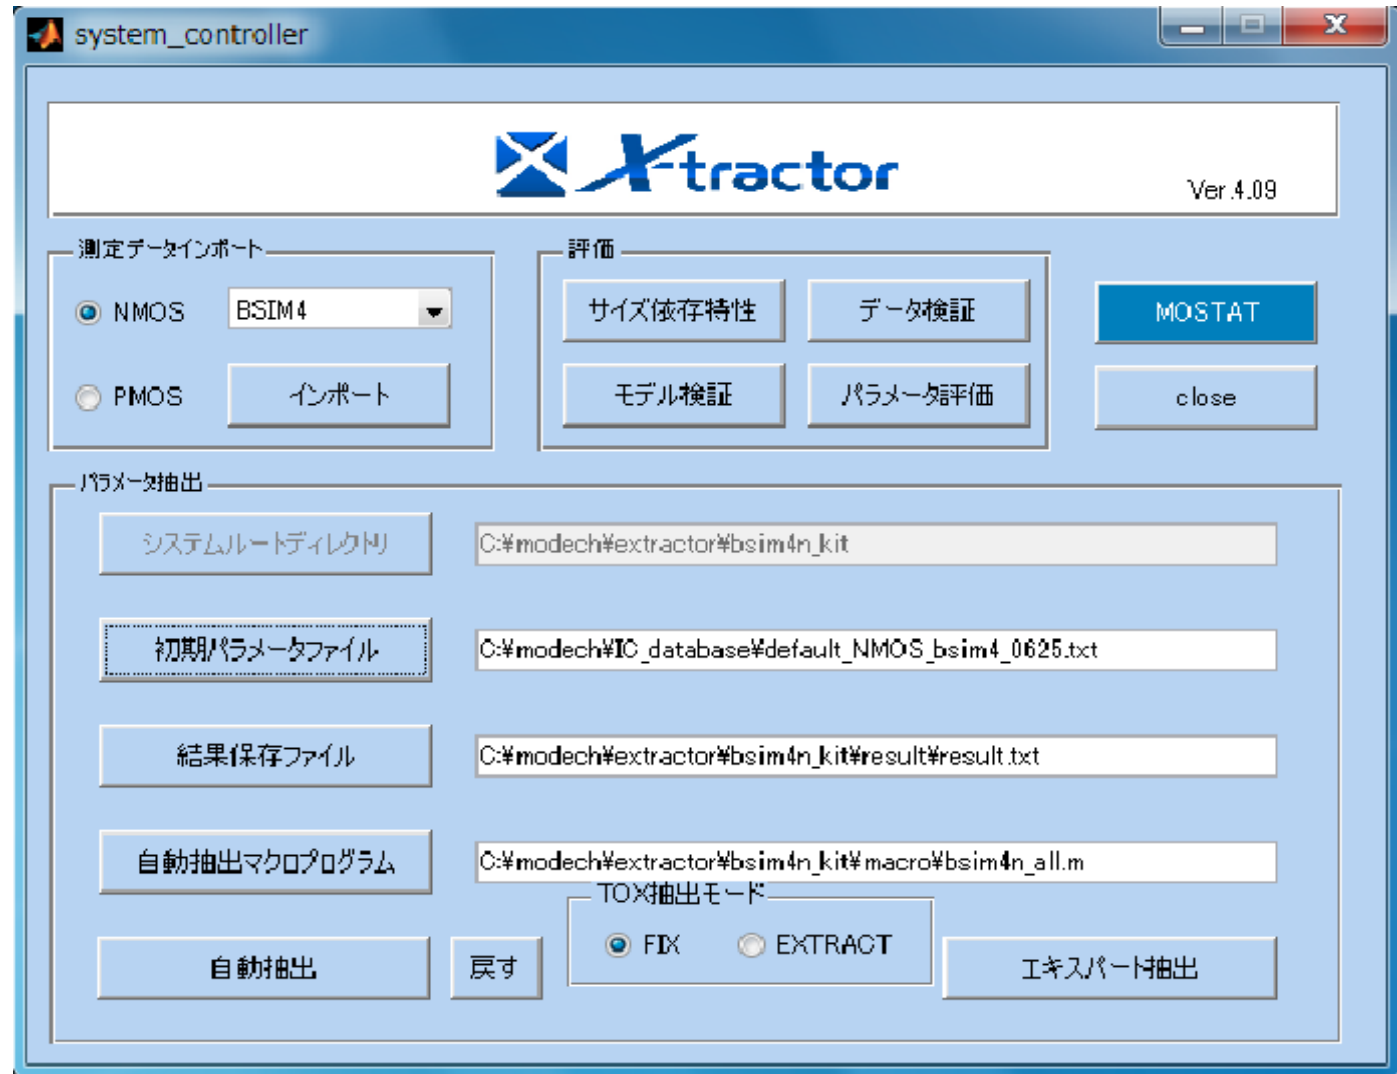 system_controller
X-tractor
Ver.4.09
測定データインポート
NMOS
BSIM4
PMOS
インポート
評価
サイズ依存特性
データ検証
モデル検証
パラメータ評価
MOSTAT
close
パラメータ抽出
システムルートディレクトリ
C:¥modech¥extractor¥bsim4n_kit
初期パラメータファイル
C:¥modech¥IC_database¥default_NMOS_bsim4_0625.txt
結果保存ファイル
C:¥modech¥extractor¥bsim4n_kit¥result¥result.txt
自動抽出マクロプログラム
C:¥modech¥extractor¥bsim4n_kit¥macro¥bsim4n_all.m
TOX抽出モード
自動抽出
戻す
FIX
EXTRACT
エキスパート抽出